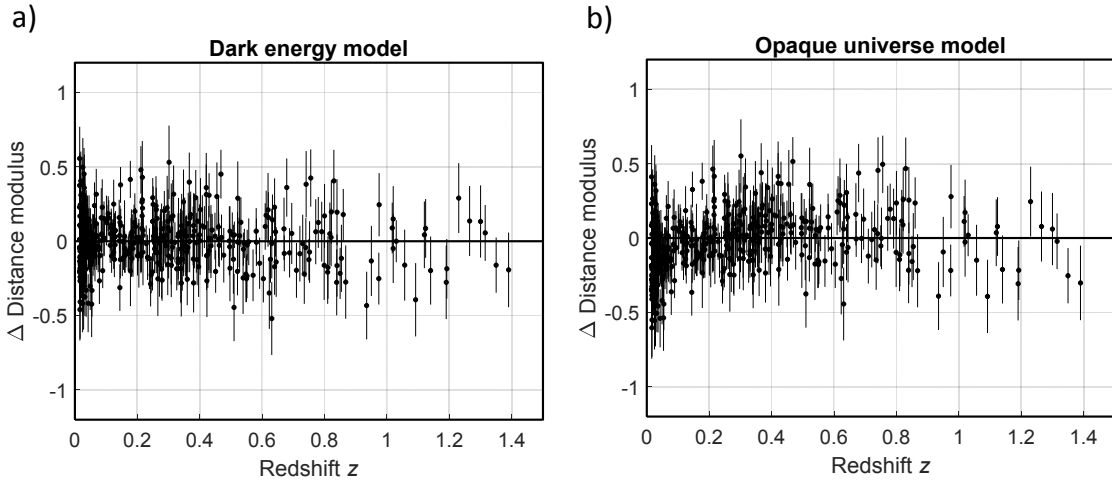 a)
Dark energy model
Δ Distance modulus
1
0.5
0
-0.5
-1
0 0.2 0.4 0.6 0.8 1 1.2 1.4
Redshift z
b)
Opaque universe model
Δ Distance modulus
1
0.5
0
-0.5
-1
0 0.2 0.4 0.6 0.8 1 1.2 1.4
Redshift z